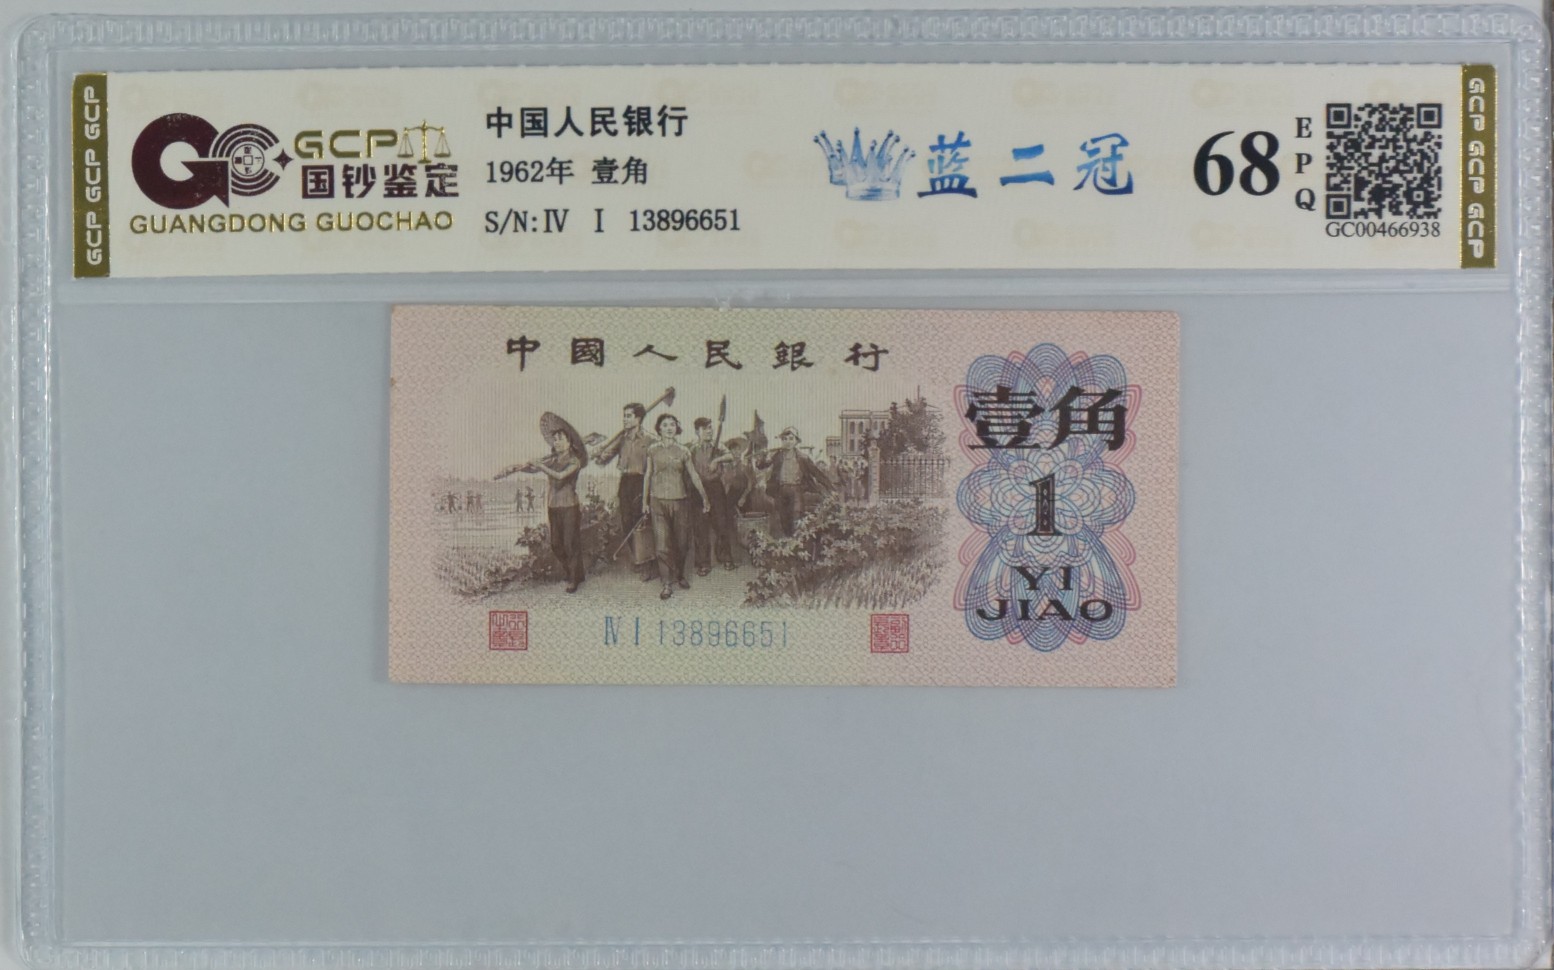 GCP GCP GCP
GCP
国钞鉴定
GUANGDONG GUOCHAO
中国人民银行
1962年 壹角
S/N:IV I 13896651
蓝二冠
68
EPQ
GC00466938
GCP GCP GCP
中國人民銀行
壹角
1
YI
JIAO
IV I 13896651